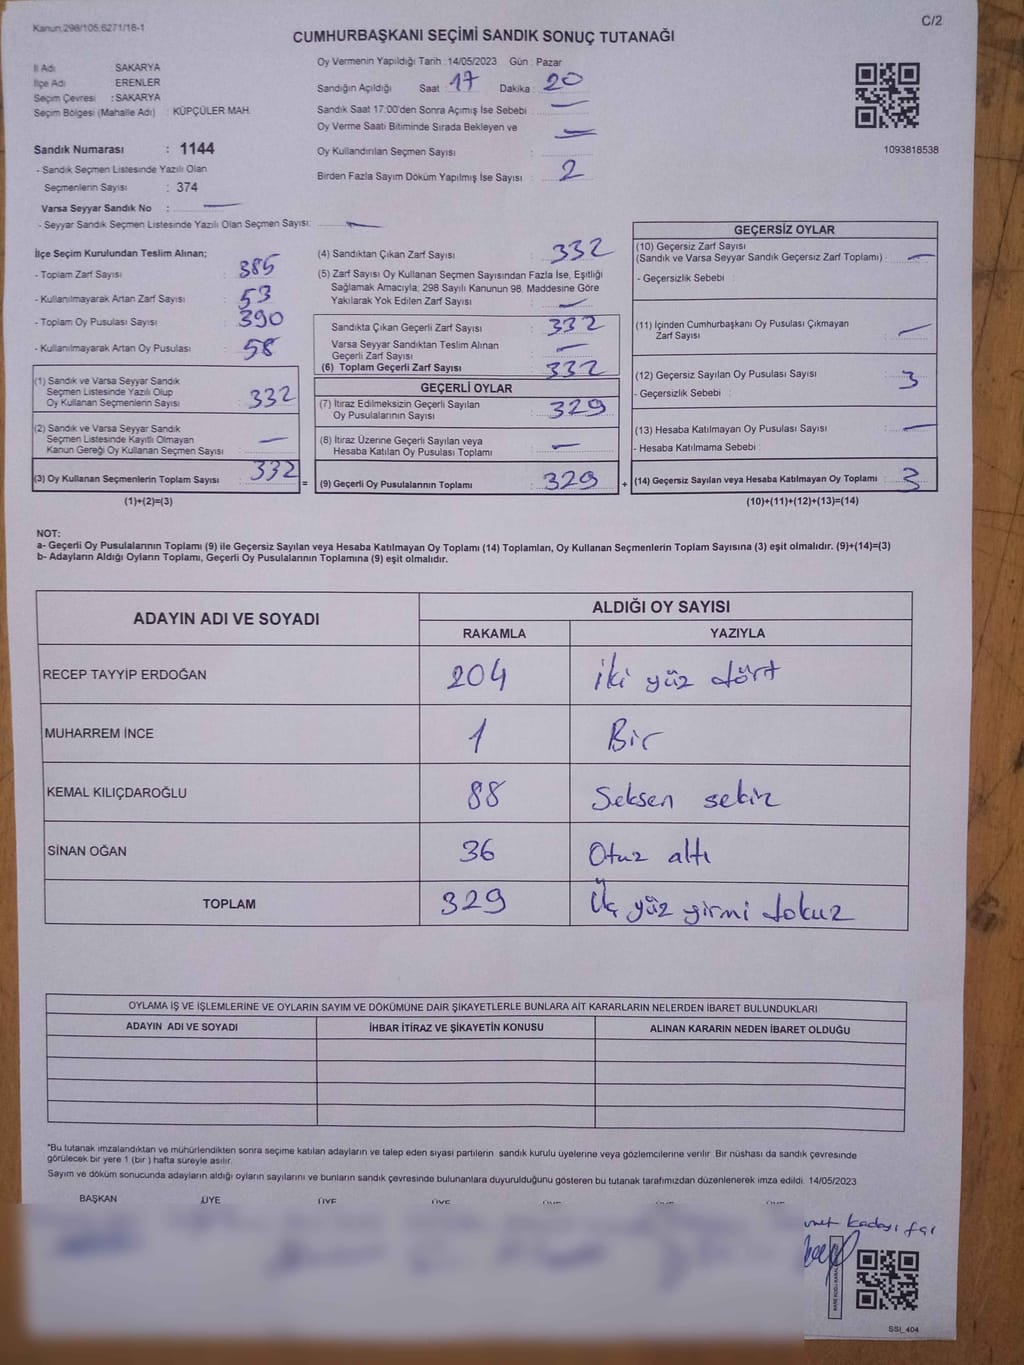 Kanun:298/105,6271/16-1
C/2
CUMHURBAŞKANI SEÇİMİ SANDIK SONUÇ TUTANAĞI
İl Adı SAKARYA
İlçe Adı ERENLER
Seçim Çevresi : SAKARYA
Seçim Bölgesi (Mahalle Adı) : KÜPÇÜLER MAH.
Sandık Numarası : 1144
- Sandık Seçmen Listesinde Yazılı Olan
Seçmenlerin Sayısı : 374
Varsa Seyyar Sandık No : —
- Seyyar Sandık Seçmen Listesinde Yazılı Olan Seçmen Sayısı: —
Oy Vermenin Yapıldığı Tarih :14/05/2023 Gün : Pazar
Sandığın Açıldığı Saat : 17 Dakika : 20
Sandık Saat 17:00'den Sonra Açımış İse Sebebi : —
Oy Verme Saati Bitiminde Sırada Bekleyen ve —
Oy Kullandırılan Seçmen Sayısı :
Birden Fazla Sayım Döküm Yapılmış İse Sayısı : 2
1093818538
İlçe Seçim Kurulundan Teslim Alınan;
- Toplam Zarf Sayısı : 385
- Kullanılmayarak Artan Zarf Sayısı : 53
- Toplam Oy Pusulası Sayısı : 390
- Kullanılmayarak Artan Oy Pusulası : 58
(1) Sandık ve Varsa Seyyar Sandık
Seçmen Listesinde Yazılı Olup
Oy Kullanan Seçmenlerin Sayısı : 332
(2) Sandık ve Varsa Seyyar Sandık
Seçmen Listesinde Kayıtlı Olmayan
Kanun Gereği Oy Kullanan Seçmen Sayısı : —
(3) Oy Kullanan Seçmenlerin Toplam Sayısı : 332 =
(1)+(2)=(3)
(4) Sandıktan Çıkan Zarf Sayısı : 332
(5) Zarf Sayısı Oy Kullanan Seçmen Sayısından Fazla İse, Eşitliği
Sağlamak Amacıyla; 298 Sayılı Kanunun 98. Maddesine Göre
Yakılarak Yok Edilen Zarf Sayısı : —
Sandıkta Çıkan Geçerli Zarf Sayısı : 332
Varsa Seyyar Sandıktan Teslim Alınan
Geçerli Zarf Sayısı : —
(6) Toplam Geçerli Zarf Sayısı : 332
GEÇERLİ OYLAR
(7) İtiraz Edilmeksizin Geçerli Sayılan
Oy Pusulalarının Sayısı : 329
(8) İtiraz Üzerine Geçerli Sayılan veya
Hesaba Katılan Oy Pusulası Toplamı : —
(9) Geçerli Oy Pusulalarının Toplamı : 329 +
GEÇERSİZ OYLAR
(10) Geçersiz Zarf Sayısı
(Sandık ve Varsa Seyyar Sandık Geçersiz Zarf Toplamı) : —
- Geçersizlik Sebebi :
(11) İçinden Cumhurbaşkanı Oy Pusulası Çıkmayan
Zarf Sayısı : —
(12) Geçersiz Sayılan Oy Pusulası Sayısı : 3
- Geçersizlik Sebebi :
(13) Hesaba Katılmayan Oy Pusulası Sayısı : —
- Hesaba Katılmama Sebebi :
(14) Geçersiz Sayılan veya Hesaba Katılmayan Oy Toplamı : 3
(10)+(11)+(12)+(13)=(14)
NOT:
a- Geçerli Oy Pusulalarının Toplamı (9) ile Geçersiz Sayılan veya Hesaba Katılmayan Oy Toplamı (14) Toplamları, Oy Kullanan Seçmenlerin Toplam Sayısına (3) eşit olmalıdır. (9)+(14)=(3)
b- Adayların Aldığı Oyların Toplamı, Geçerli Oy Pusulalarının Toplamına (9) eşit olmalıdır.
ADAYIN ADI VE SOYADI
ALDIĞI OY SAYISI
RAKAMLA YAZIYLA
RECEP TAYYİP ERDOĞAN 204 iki yüz dört
MUHARREM İNCE 1 Bir
KEMAL KILIÇDAROĞLU 88 Seksen sekiz
SİNAN OĞAN 36 Otuz altı
TOPLAM 329 Üç yüz yirmi dokuz
OYLAMA İŞ VE İŞLEMLERİNE VE OYLARIN SAYIM VE DÖKÜMÜNE DAİR ŞİKAYETLERLE BUNLARA AİT KARARLARIN NELERDEN İBARET BULUNDUKLARI
ADAYIN ADI VE SOYADI İHBAR İTİRAZ VE ŞİKAYETİN KONUSU ALINAN KARARIN NEDEN İBARET OLDUĞU
*Bu tutanak imzalandıktan ve mühürlendikten sonra seçime katılan adayların ve talep eden siyasi partilerin sandık kurulu üyelerine veya gözlemcilerine verilir. Bir nüshası da sandık çevresinde
görülecek bir yere 1 (bir ) hafta süreyle asılır.
Sayım ve döküm sonucunda adayların aldığı oyların sayılarını ve bunların sandık çevresinde bulunanlara duyurulduğunu gösteren bu tutanak tarafımızdan düzenlenerek imza edildi. 14/05/2023
BAŞKAN ÜYE ÜYE ÜYE
SSI_404